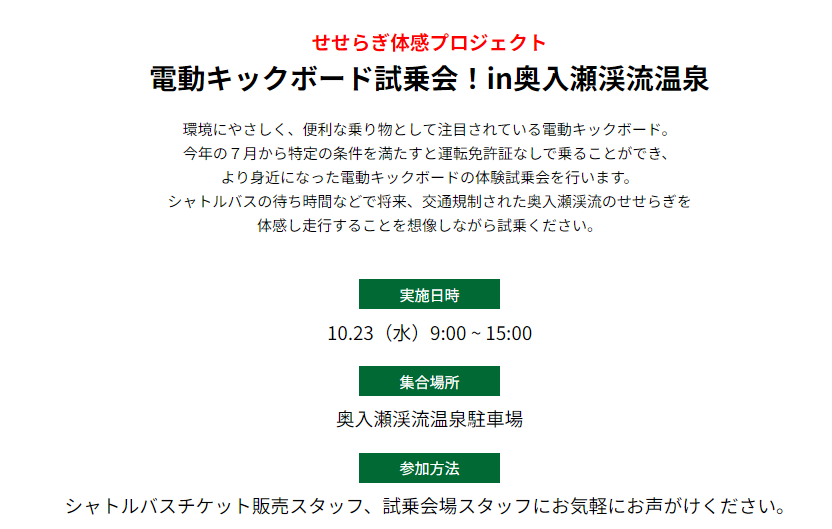 せせらぎ体感プロジェクト
電動キックボード試乗会！in奥入瀬渓流温泉
環境にやさしく、便利な乗り物として注目されている電動キックボード。
今年の７月から特定の条件を満たすと運転免許証なしで乗ることができ、
より身近になった電動キックボードの体験試乗会を行います。
シャトルバスの待ち時間などで将来、交通規制された奥入瀬渓流のせせらぎを
体感し走行することを想像しながら試乗ください。
実施日時
10.23（水）9:00 ~ 15:00
集合場所
奥入瀬渓流温泉駐車場
参加方法
シャトルバスチケット販売スタッフ、試乗会場スタッフにお気軽にお声がけください。